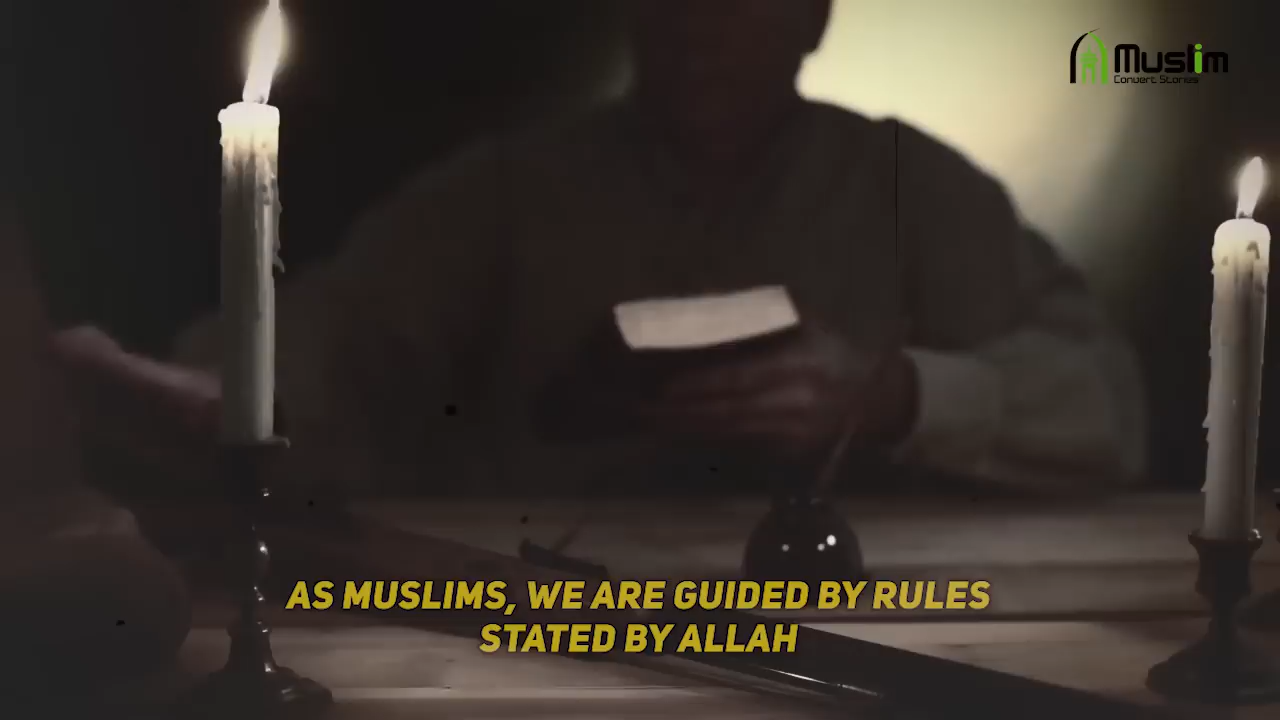 Muslim
Convert Stories
AS MUSLIMS, WE ARE GUIDED BY RULES
STATED BY ALLAH